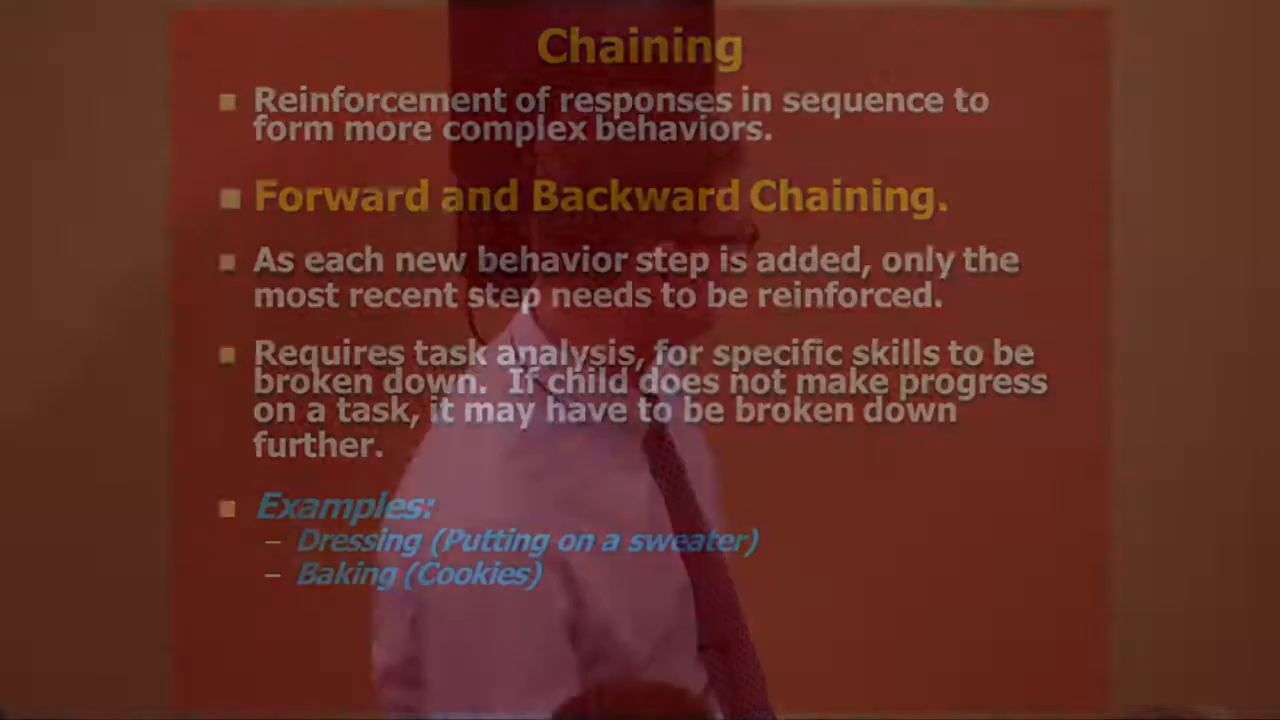 Chaining
Reinforcement of responses in sequence to
form more complex behaviors.
Forward and Backward Chaining.
As each new behavior step is added, only the
most recent step needs to be reinforced.
Requires task analysis, for specific skills to be
broken down. If child does not make progress
on a task, it may have to be broken down
further.
Examples:
– Dressing (Putting on a sweater)
– Baking (Cookies)